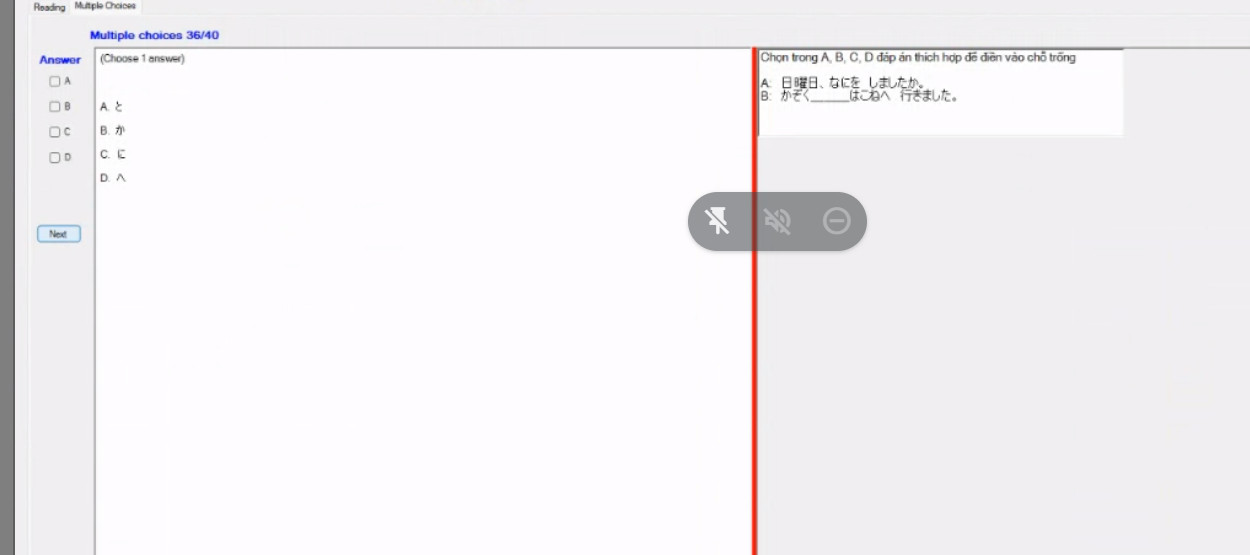 Reading Multiple Choices
Multiple choices 36/40
Answer
A
B
C
D
Next
(Choose 1 answer)
A. と
B. か
C. に
D. へ
Chọn trong A, B, C, D đáp án thích hợp để điền vào chỗ trống
A: 日曜日、なにを しましたか。
B: かぞく______はこねへ 行きました。